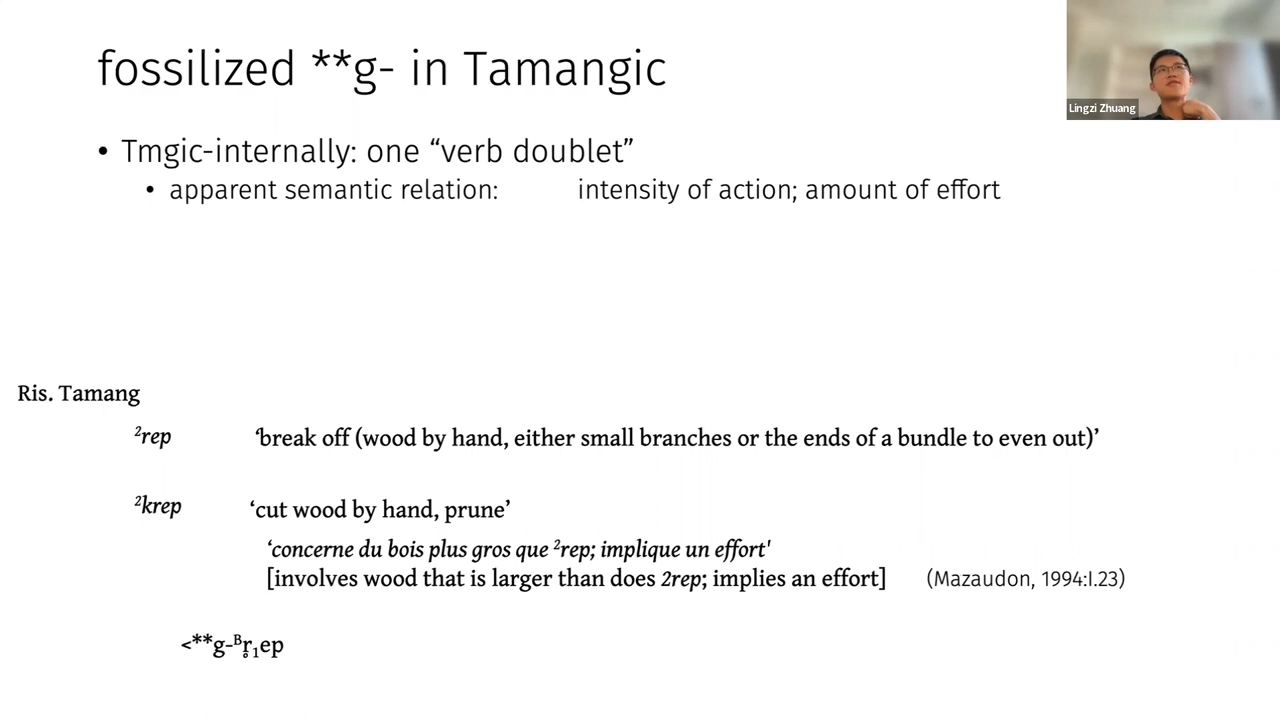 fossilized **g- in Tamangic
Lingzi Zhuang
• Tmgic-internally: one “verb doublet”
• apparent semantic relation: intensity of action; amount of effort
Ris. Tamang
²rep ‘break off (wood by hand, either small branches or the ends of a bundle to even out)’
²krep ‘cut wood by hand, prune’
‘concerne du bois plus gros que ²rep; implique un effort'
[involves wood that is larger than does 2rep; implies an effort] (Mazaudon, 1994:I.23)
<**g-ᴮr̥₁ep